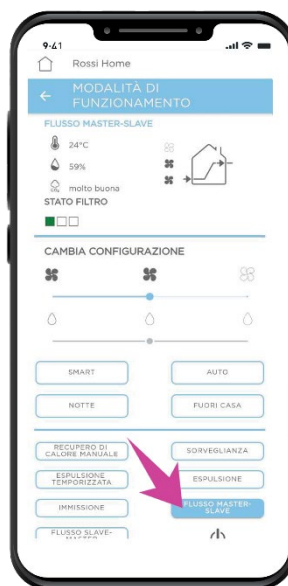 9:41
Rossi Home
MODALITÀ DI
FUNZIONAMENTO
FLUSSO MASTER-SLAVE
24°C
59%
molto buona
STATO FILTRO
CAMBIA CONFIGURAZIONE
SMART
AUTO
NOTTE
FUORI CASA
RECUPERO DI
CALORE MANUALE
SORVEGLIANZA
ESPULSIONE
TEMPORIZZATA
ESPULSIONE
IMMISSIONE
FLUSSO MASTER-
SLAVE
FLUSSO SLAVE-
MASTER